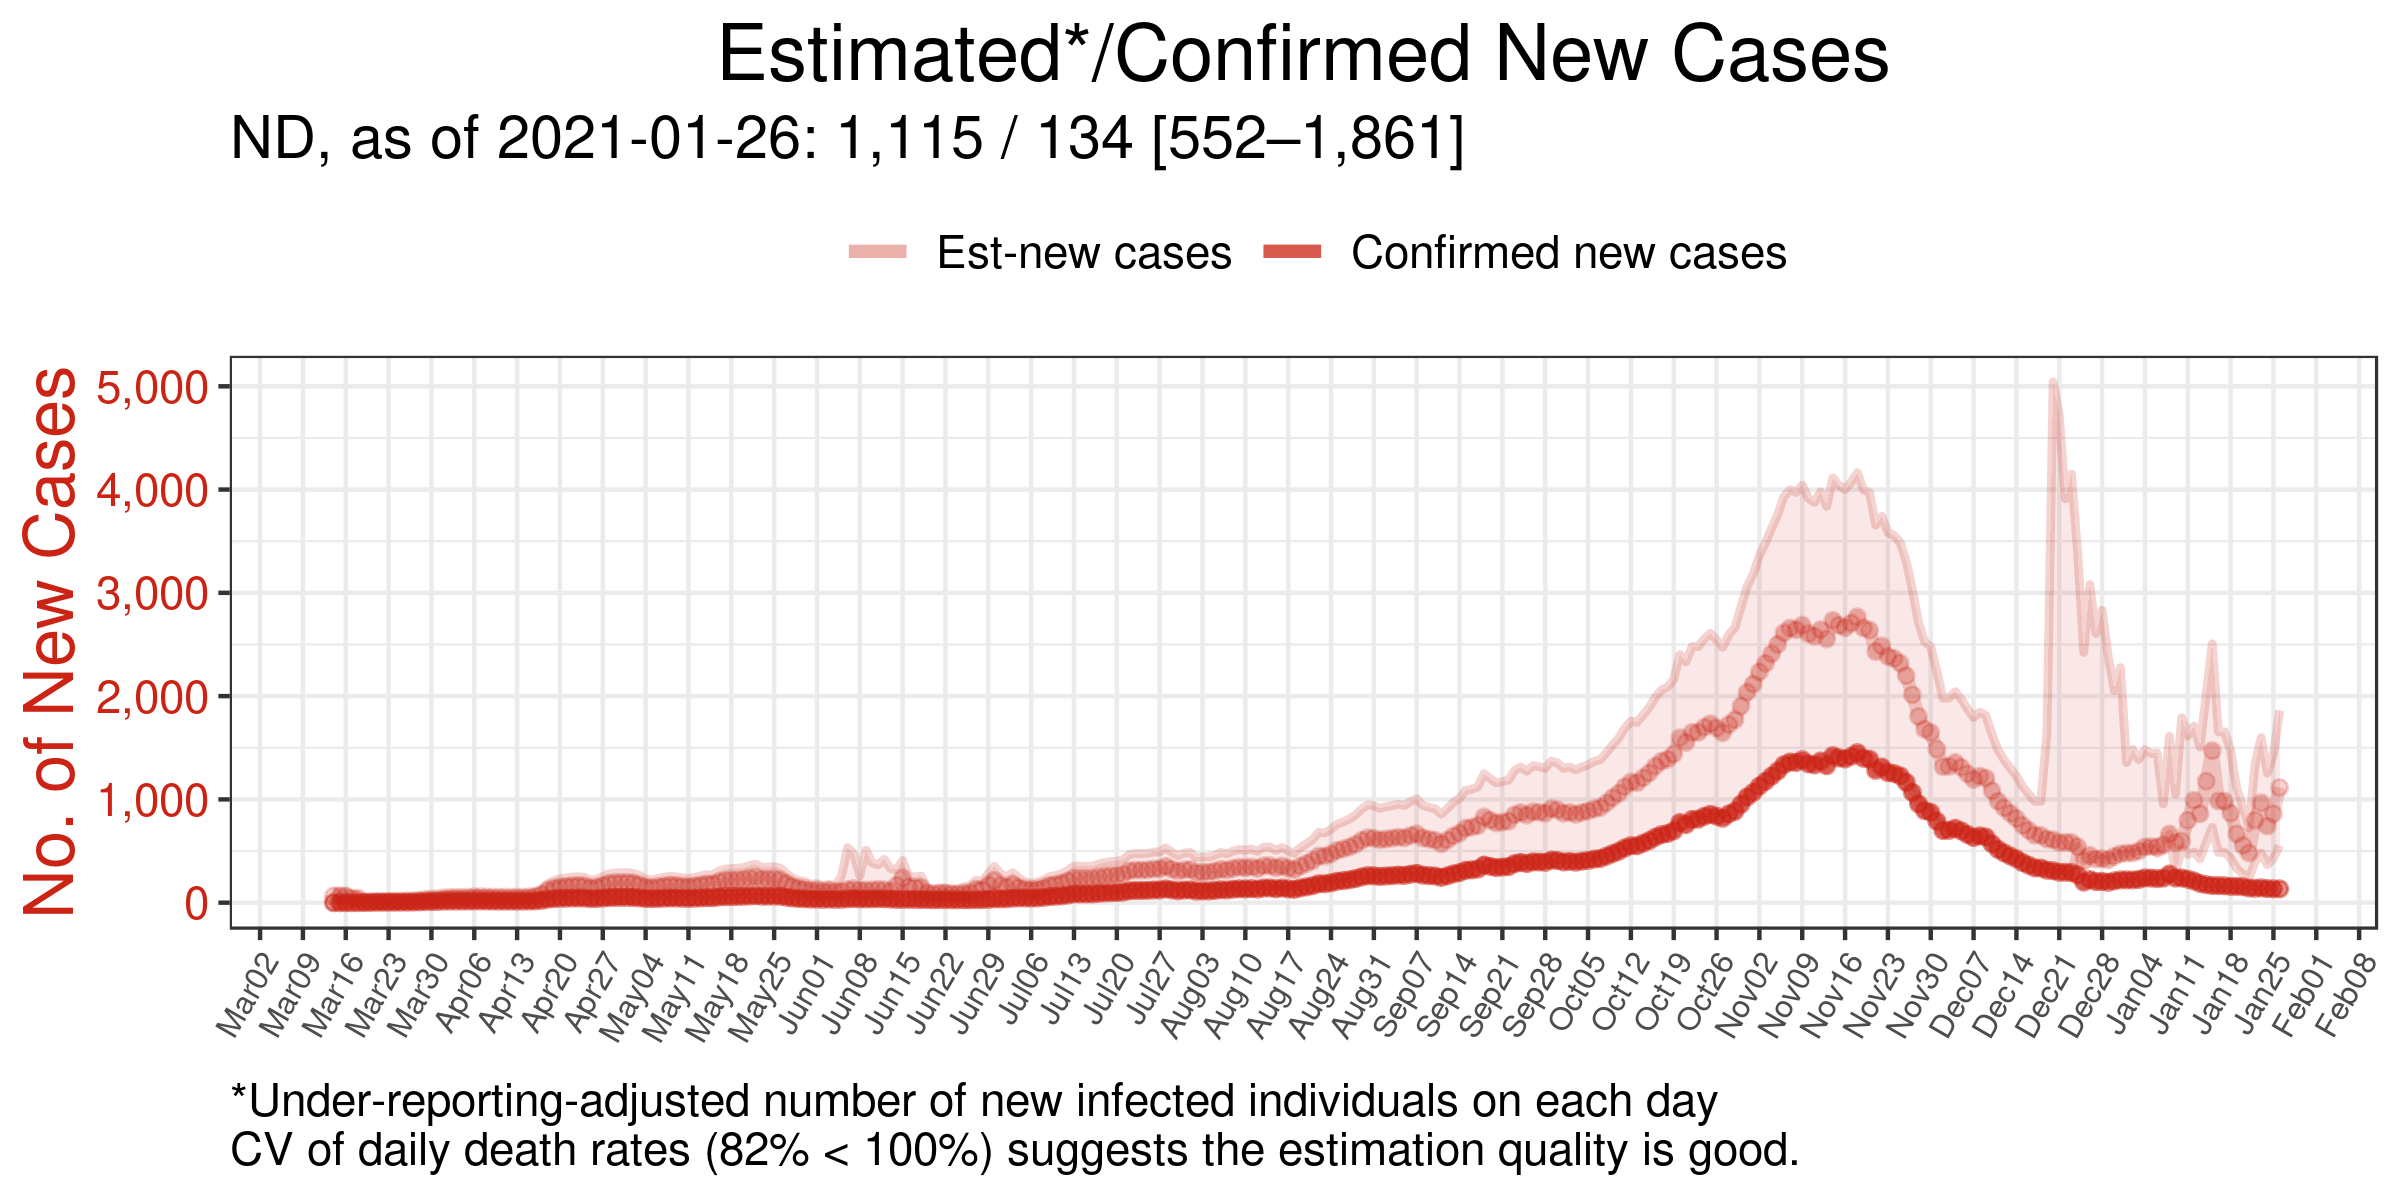 Estimated*/Confirmed New Cases
ND, as of 2021-01-26: 1,115 / 134 [552–1,861]
Est-new cases Confirmed new cases
No. of New Cases
5,000
4,000
3,000
2,000
1,000
0
Mar02 Mar09 Mar16 Mar23 Mar30 Apr06 Apr13 Apr20 Apr27 May04 May11 May18 May25 Jun01 Jun08 Jun15 Jun22 Jun29 Jul06 Jul13 Jul20 Jul27 Aug03 Aug10 Aug17 Aug24 Aug31 Sep07 Sep14 Sep21 Sep28 Oct05 Oct12 Oct19 Oct26 Nov02 Nov09 Nov16 Nov23 Nov30 Dec07 Dec14 Dec21 Dec28 Jan04 Jan11 Jan18 Jan25 Feb01 Feb08
*Under-reporting-adjusted number of new infected individuals on each day
CV of daily death rates (82% < 100%) suggests the estimation quality is good.